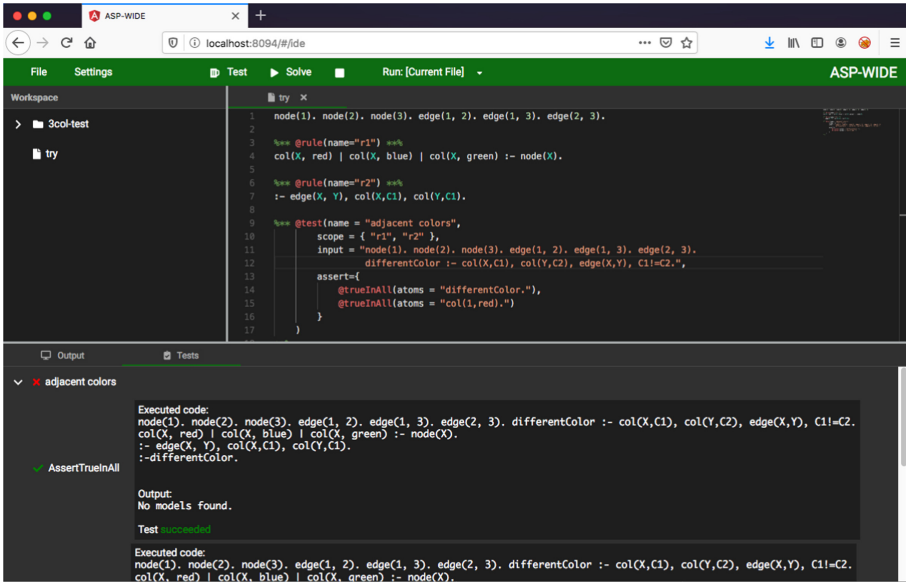 ASP-WIDE
localhost:8094/#/ide
File Settings Test Solve Run: [Current File] ASP-WIDE
Workspace
3col-test
try
try
1 node(1). node(2). node(3). edge(1, 2). edge(1, 3). edge(2, 3).
2
3 %** @rule(name="r1") **%
4 col(X, red) | col(X, blue) | col(X, green) :- node(X).
5
6 %** @rule(name="r2") **%
7 :- edge(X, Y), col(X,C1), col(Y,C1).
8
9 %** @test(name = "adjacent colors",
10 scope = { "r1", "r2" },
11 input = "node(1). node(2). node(3). edge(1, 2). edge(1, 3). edge(2, 3).
12 differentColor :- col(X,C1), col(Y,C2), edge(X,Y), C1!=C2.",
13 assert={
14 @trueInAll(atoms = "differentColor."),
15 @trueInAll(atoms = "col(1,red).")
16 }
17 )
Output Tests
adjacent colors
AssertTrueInAll
Executed code:
node(1). node(2). node(3). edge(1, 2). edge(1, 3). edge(2, 3). differentColor :- col(X,C1), col(Y,C2), edge(X,Y), C1!=C2.
col(X, red) | col(X, blue) | col(X, green) :- node(X).
:- edge(X, Y), col(X,C1), col(Y,C1).
:-differentColor.
Output:
No models found.
Test succeeded
Executed code:
node(1). node(2). node(3). edge(1, 2). edge(1, 3). edge(2, 3). differentColor :- col(X,C1), col(Y,C2), edge(X,Y), C1!=C2.
col(X, red) | col(X, blue) | col(X, green) :- node(X).